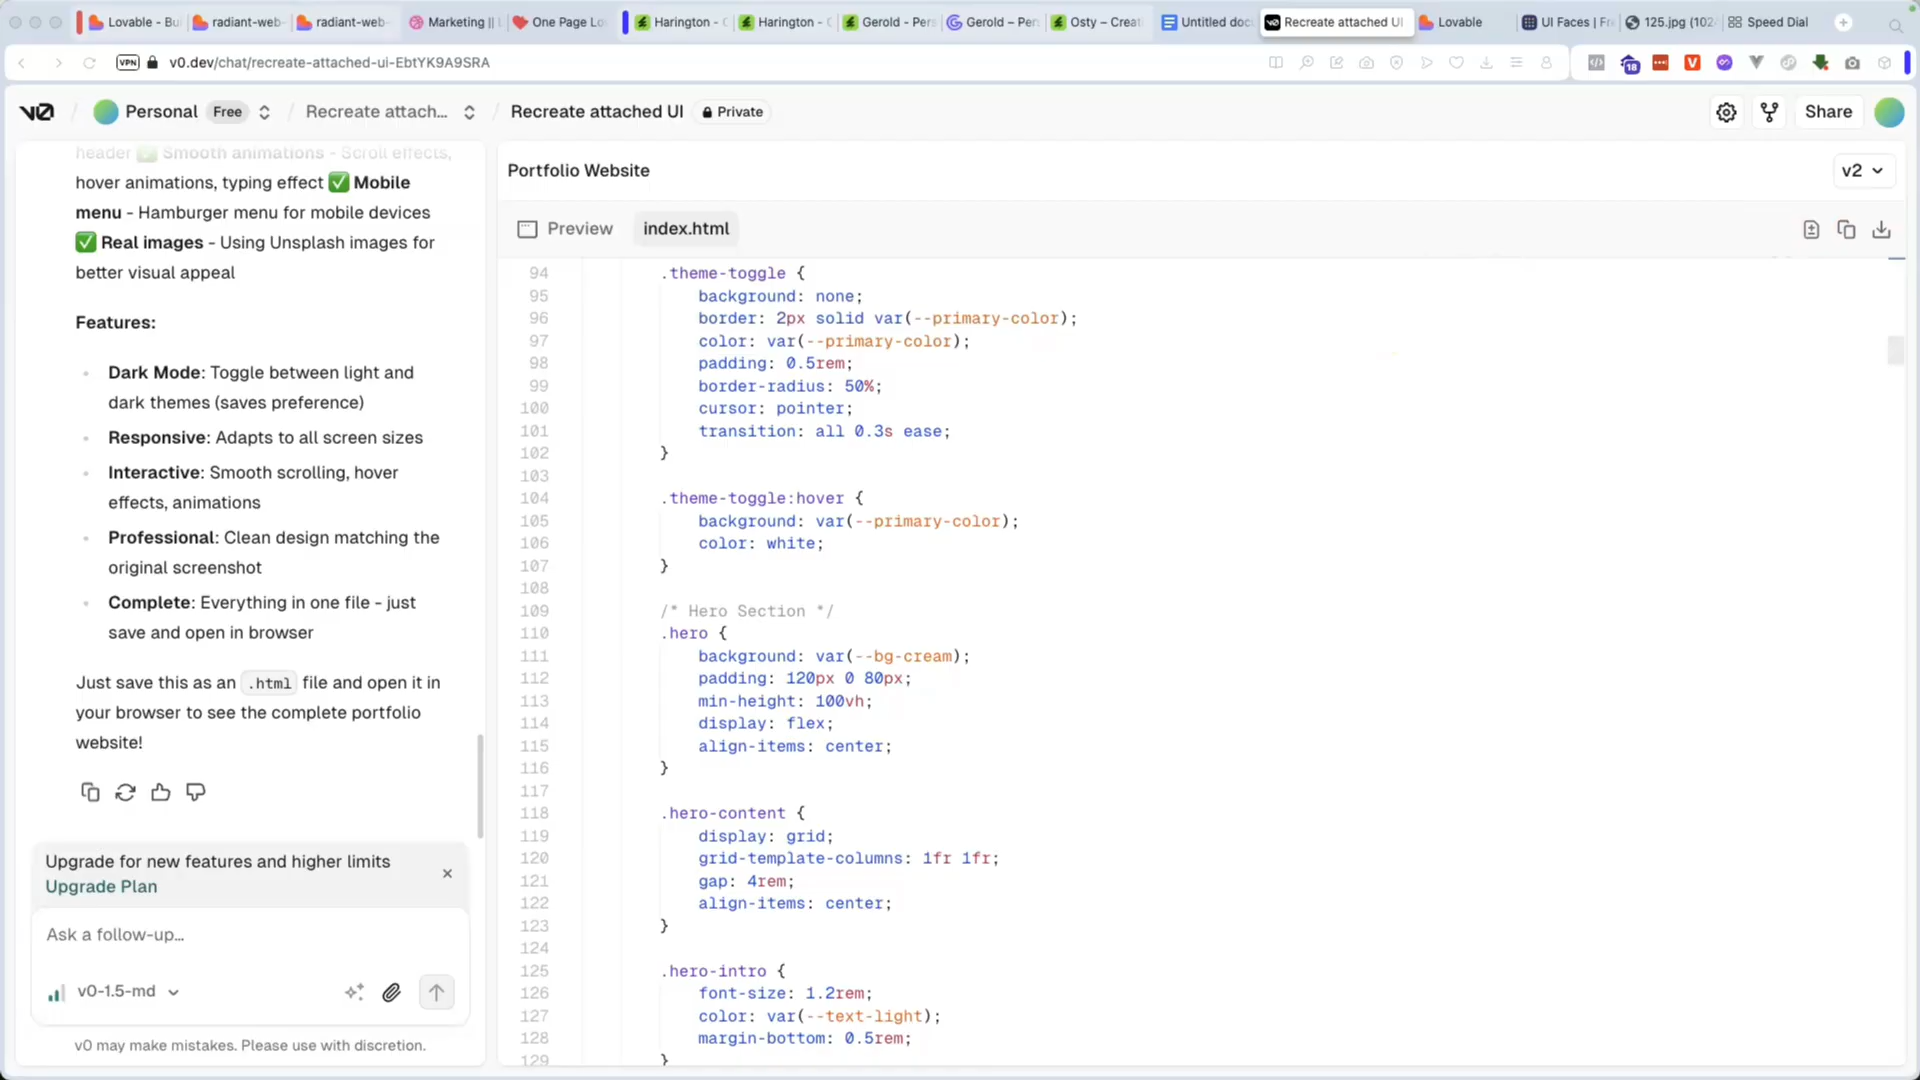 Lovable - Bu
radiant-web-
radiant-web-
Marketing ||
One Page Lo
Harington - C
Harington - C
Gerold - Pers
Gerold – Per
Osty – Creat
Untitled doc
Recreate attached UI
Lovable
UI Faces | Fr
125.jpg (102
Speed Dial
VPN
v0.dev/chat/recreate-attached-ui-EbtYK9A9SRA
18
v0
/
Personal
Free
/
Recreate attach...
/
Recreate attached UI
Private
Share
header ✅ Smooth animations - Scroll effects,
hover animations, typing effect ✅ Mobile
menu - Hamburger menu for mobile devices
✅ Real images - Using Unsplash images for
better visual appeal
Features:
Dark Mode: Toggle between light and
dark themes (saves preference)
Responsive: Adapts to all screen sizes
Interactive: Smooth scrolling, hover
effects, animations
Professional: Clean design matching the
original screenshot
Complete: Everything in one file - just
save and open in browser
Just save this as an .html file and open it in
your browser to see the complete portfolio
website!
Upgrade for new features and higher limits
Upgrade Plan
Ask a follow-up...
v0-1.5-md
v0 may make mistakes. Please use with discretion.
Portfolio Website
v2
Preview
index.html
94 .theme-toggle {
95 background: none;
96 border: 2px solid var(--primary-color);
97 color: var(--primary-color);
98 padding: 0.5rem;
99 border-radius: 50%;
100 cursor: pointer;
101 transition: all 0.3s ease;
102 }
103
104 .theme-toggle:hover {
105 background: var(--primary-color);
106 color: white;
107 }
108
109 /* Hero Section */
110 .hero {
111 background: var(--bg-cream);
112 padding: 120px 0 80px;
113 min-height: 100vh;
114 display: flex;
115 align-items: center;
116 }
117
118 .hero-content {
119 display: grid;
120 grid-template-columns: 1fr 1fr;
121 gap: 4rem;
122 align-items: center;
123 }
124
125 .hero-intro {
126 font-size: 1.2rem;
127 color: var(--text-light);
128 margin-bottom: 0.5rem;
129 }